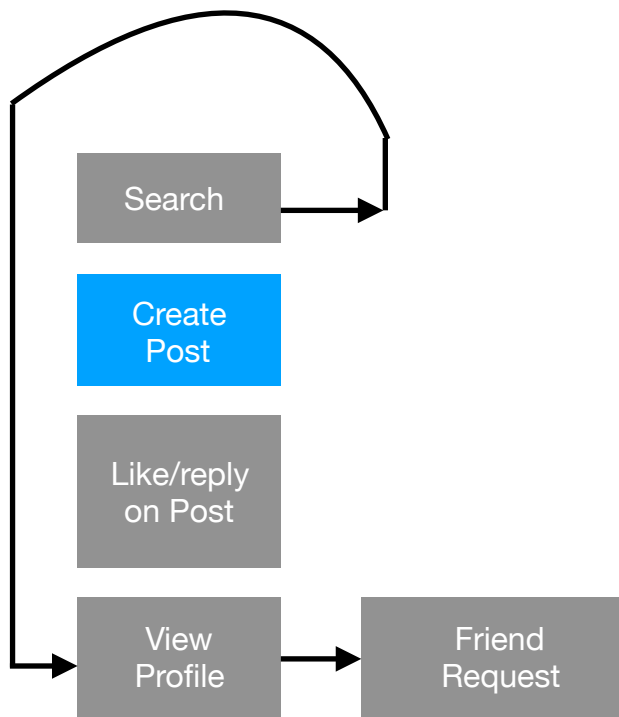 Search
Create
Post
Like/reply
on Post
View
Profile
Friend
Request